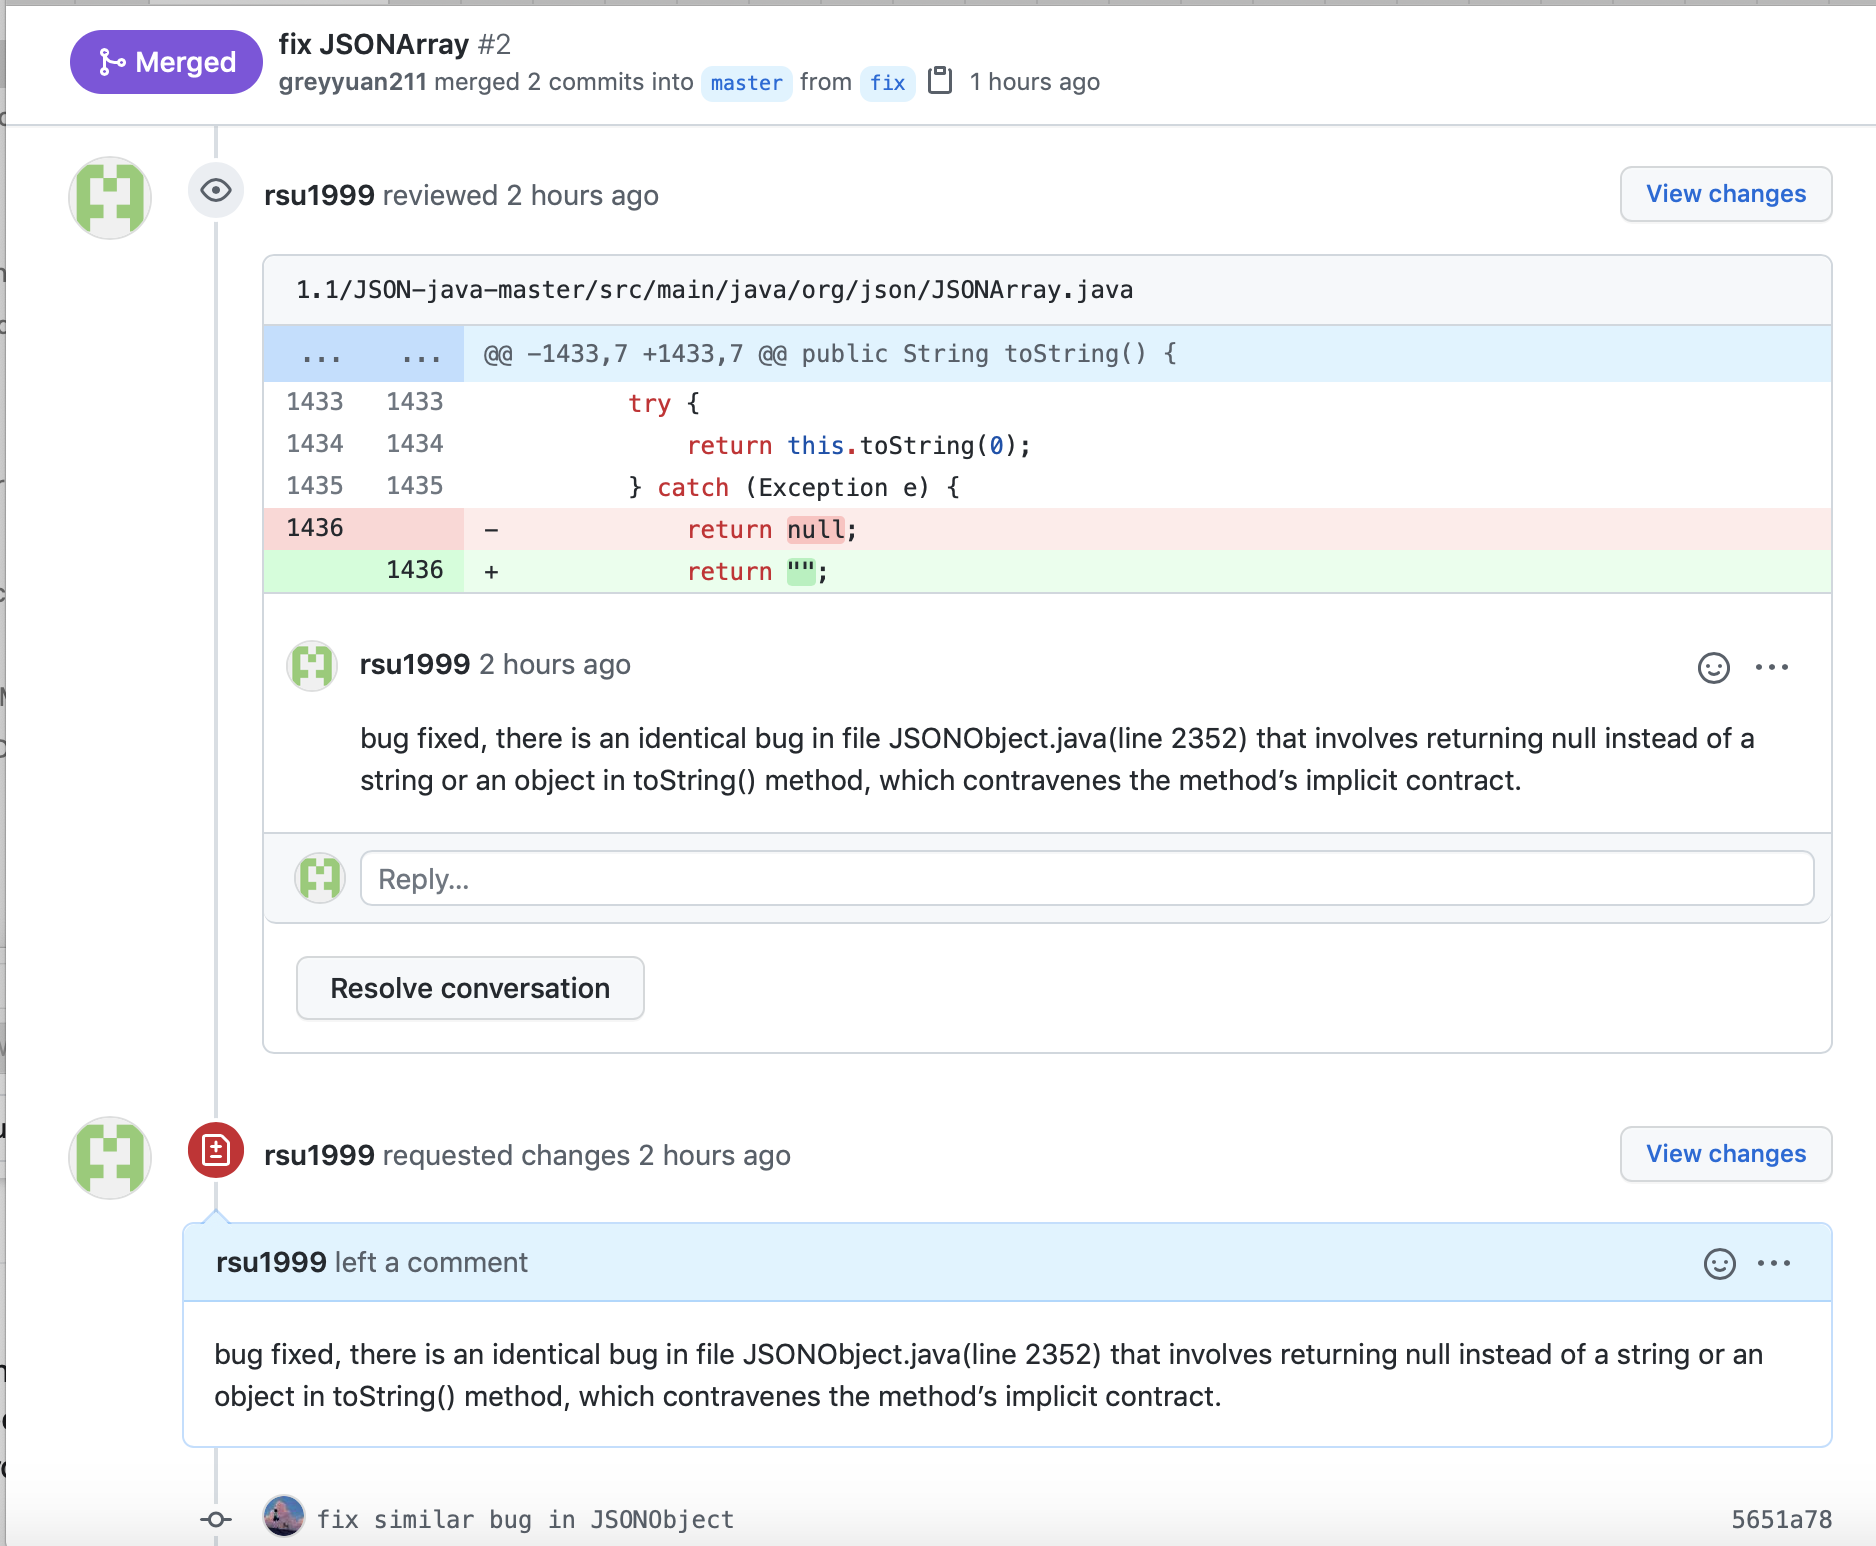 Merged
fix JSONArray #2
greyyuan211 merged 2 commits into master from fix 1 hours ago
rsu1999 reviewed 2 hours ago
View changes
1.1/JSON-java-master/src/main/java/org/json/JSONArray.java
... ... @@ -1433,7 +1433,7 @@ public String toString() {
1433 1433 try {
1434 1434 return this.toString(0);
1435 1435 } catch (Exception e) {
1436 - return null;
1436 + return "";
rsu1999 2 hours ago
bug fixed, there is an identical bug in file JSONObject.java(line 2352) that involves returning null instead of a
string or an object in toString() method, which contravenes the method’s implicit contract.
Reply...
Resolve conversation
rsu1999 requested changes 2 hours ago
View changes
rsu1999 left a comment
bug fixed, there is an identical bug in file JSONObject.java(line 2352) that involves returning null instead of a string or an
object in toString() method, which contravenes the method’s implicit contract.
fix similar bug in JSONObject 5651a78